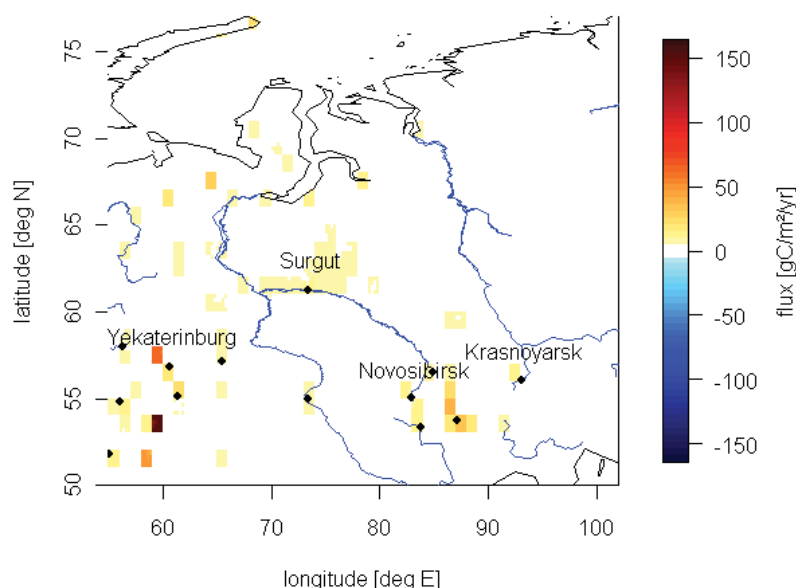 75
70
65
60
55
50
latitude [deg N]
Surgut
Yekaterinburg
Novosibirsk
Krasnoyarsk
60
70
80
90
100
longitude [deg E]
150
100
50
0
-50
-100
-150
flux [gC/m²/yr]